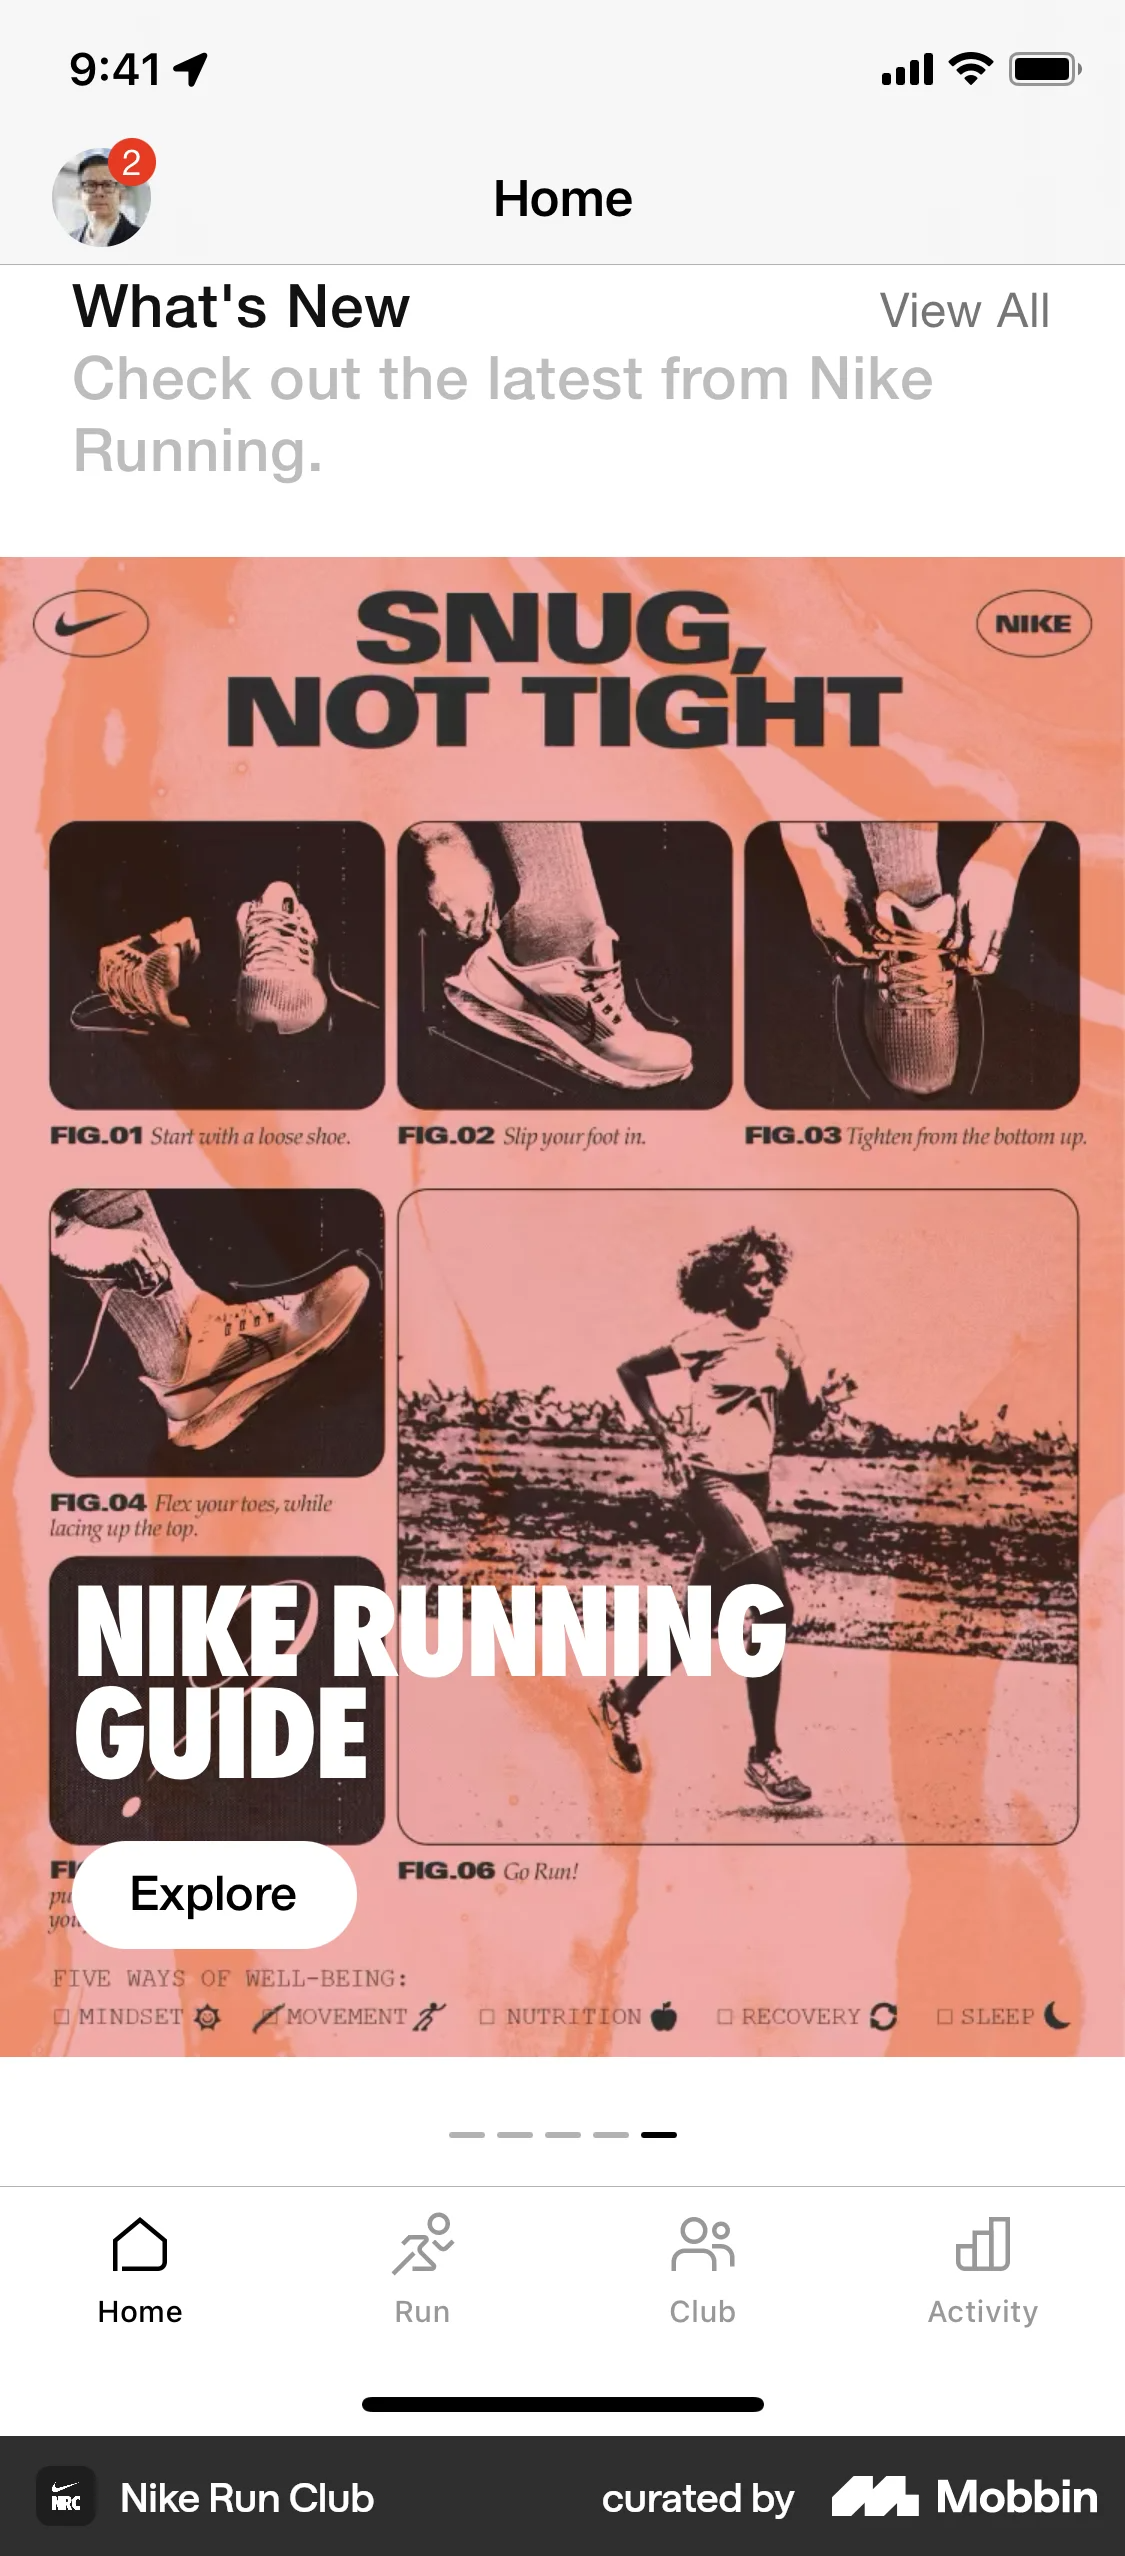 9:41
2
Home
What's New
View All
Check out the latest from Nike
Running.
SNUG,
NIKE
NOT TIGHT
FIG.01 Start with a loose shoe.
FIG.02 Slip your foot in.
FIG.03 Tighten from the bottom up.
FIG.04 Flex your toes, while
lacing up the top.
NIKE RUNNING
GUIDE
Explore
FIG.06 Go Run!
FIVE WAYS OF WELL-BEING:
MINDSET MOVEMENT NUTRITION RECOVERY SLEEP
Home
Run
Club
Activity
NRC
Nike Run Club
curated by
Mobbin